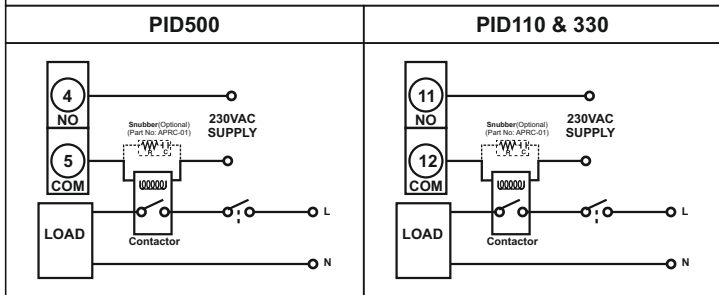 PID500
4
NO
5
COM
Snubber(Optional)
(Part No: APRC-01)
R C
230VAC
SUPPLY
LOAD
Contactor
L
N
PID110 & 330
11
NO
12
COM
Snubber(Optional)
(Part No: APRC-01)
R C
230VAC
SUPPLY
LOAD
Contactor
L
N